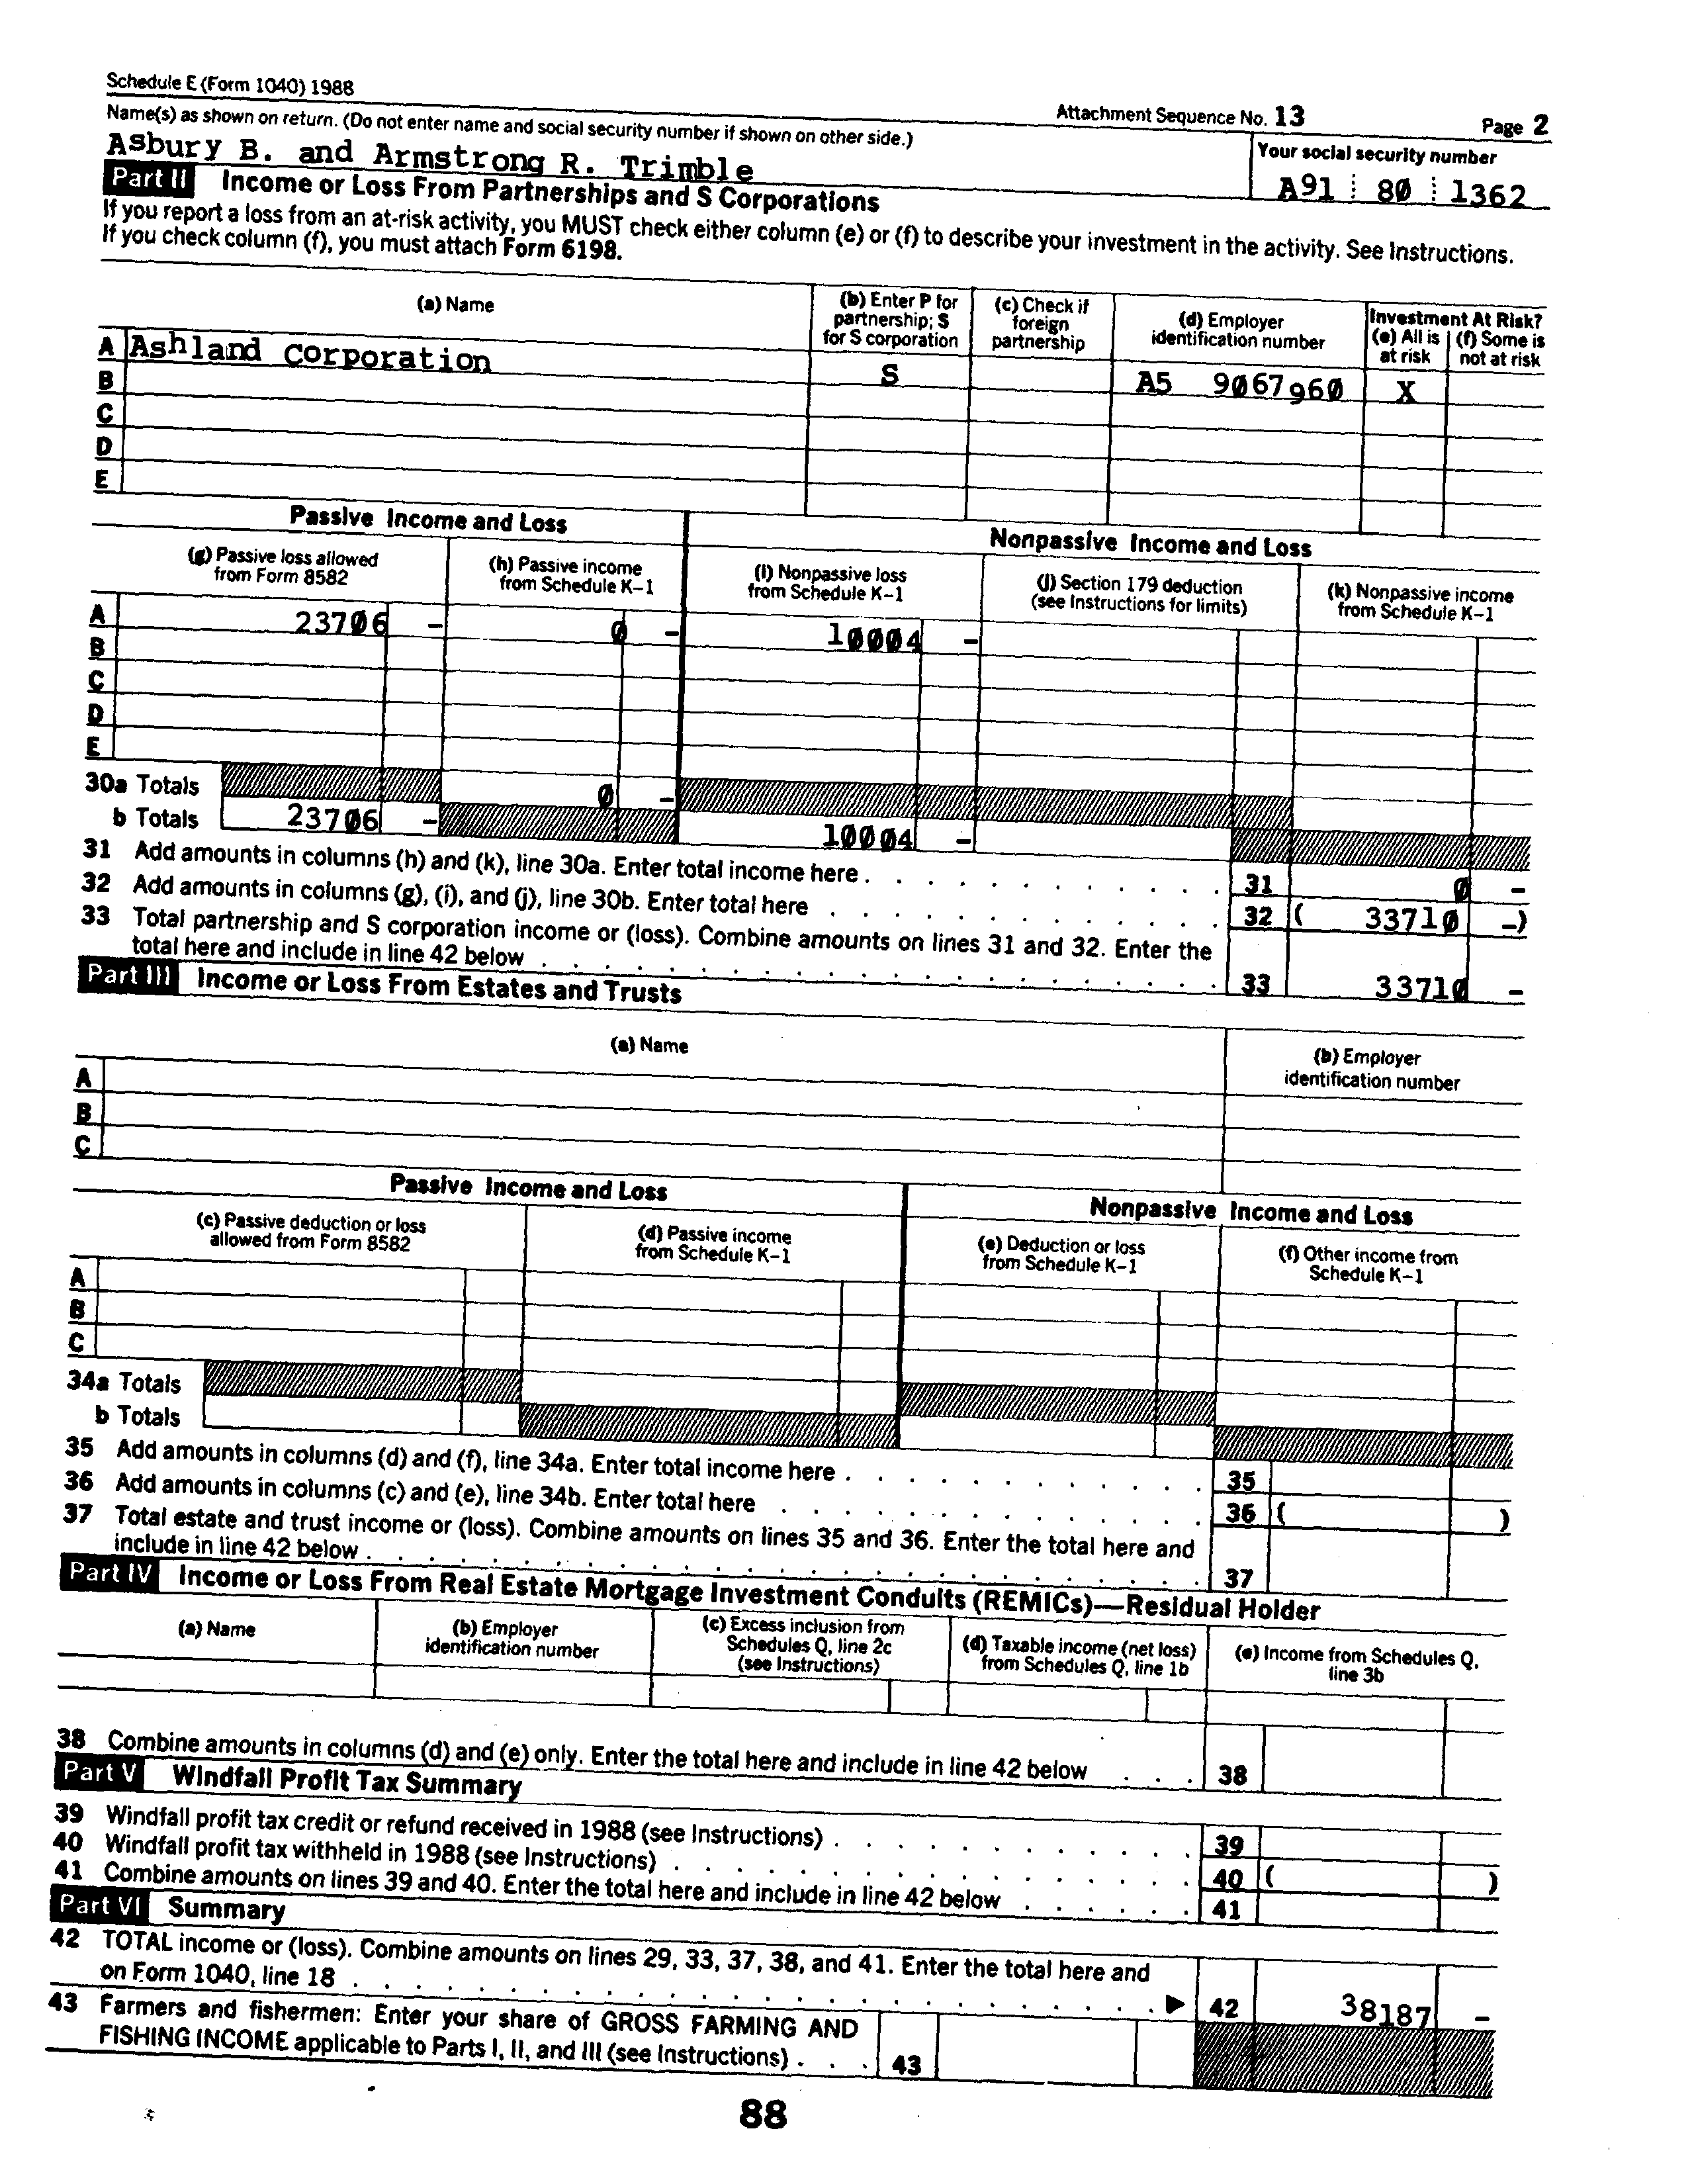 Schedule E (Form 1040) 1988
Attachment Sequence No. 13
Page 2
Name(s) as shown on return. (Do not enter name and social security number if shown on other side.)
Your social security number
Asbury B. and Armstrong R. Trimble
A91 80 1362
Part II Income or Loss From Partnerships and S Corporations
If you report a loss from an at-risk activity, you MUST check either column (e) or (f) to describe your investment in the activity. See Instructions.
If you check column (f), you must attach Form 6198.
(a) Name
(b) Enter P for partnership; S for S corporation
(c) Check if foreign partnership
(d) Employer identification number
Investment At Risk?
(e) All is at risk
(f) Some is not at risk
A Ashland Corporation S A5 9067960 X
B
C
D
E
Passive Income and Loss
Nonpassive Income and Loss
(g) Passive loss allowed from Form 8582
(h) Passive income from Schedule K–1
(i) Nonpassive loss from Schedule K–1
(j) Section 179 deduction (see Instructions for limits)
(k) Nonpassive income from Schedule K–1
A 23706 – 0 – 10004 –
B
C
D
E
30a Totals 0 –
b Totals 23706 – 10004 –
31 Add amounts in columns (h) and (k), line 30a. Enter total income here . . . 31 0 –
32 Add amounts in columns (g), (i), and (j), line 30b. Enter total here . . . 32 ( 33710 –)
33 Total partnership and S corporation income or (loss). Combine amounts on lines 31 and 32. Enter the
total here and include in line 42 below . . . 33 33710 –
Part III Income or Loss From Estates and Trusts
(a) Name
(b) Employer identification number
A
B
C
Passive Income and Loss
Nonpassive Income and Loss
(c) Passive deduction or loss allowed from Form 8582
(d) Passive income from Schedule K–1
(e) Deduction or loss from Schedule K–1
(f) Other income from Schedule K–1
A
B
C
34a Totals
b Totals
35 Add amounts in columns (d) and (f), line 34a. Enter total income here . . . 35
36 Add amounts in columns (c) and (e), line 34b. Enter total here . . . 36 ( )
37 Total estate and trust income or (loss). Combine amounts on lines 35 and 36. Enter the total here and
include in line 42 below . . . 37
Part IV Income or Loss From Real Estate Mortgage Investment Conduits (REMICs)—Residual Holder
(a) Name
(b) Employer identification number
(c) Excess inclusion from Schedules Q, line 2c (see Instructions)
(d) Taxable income (net loss) from Schedules Q, line 1b
(e) Income from Schedules Q, line 3b
38 Combine amounts in columns (d) and (e) only. Enter the total here and include in line 42 below . . . 38
Part V Windfall Profit Tax Summary
39 Windfall profit tax credit or refund received in 1988 (see Instructions) . . . 39
40 Windfall profit tax withheld in 1988 (see Instructions) . . . 40 ( )
41 Combine amounts on lines 39 and 40. Enter the total here and include in line 42 below . . . 41
Part VI Summary
42 TOTAL income or (loss). Combine amounts on lines 29, 33, 37, 38, and 41. Enter the total here and
on Form 1040, line 18 . . . ▶ 42 38187 –
43 Farmers and fishermen: Enter your share of GROSS FARMING AND
FISHING INCOME applicable to Parts I, II, and III (see Instructions) . . . 43
88